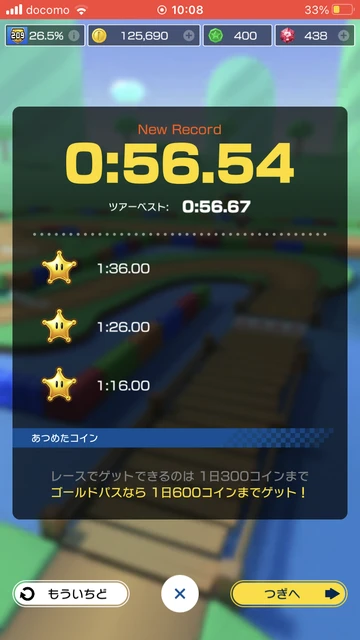 docomo 10:08 33%
209 26.5% 125,690 400 438
New Record
0:56.54
ツアーベスト: 0:56.67
1:36.00
1:26.00
1:16.00
あつめたコイン
レースでゲットできるのは 1日300コインまで
ゴールドパスなら 1日600コインまでゲット！
もういちど つぎへ